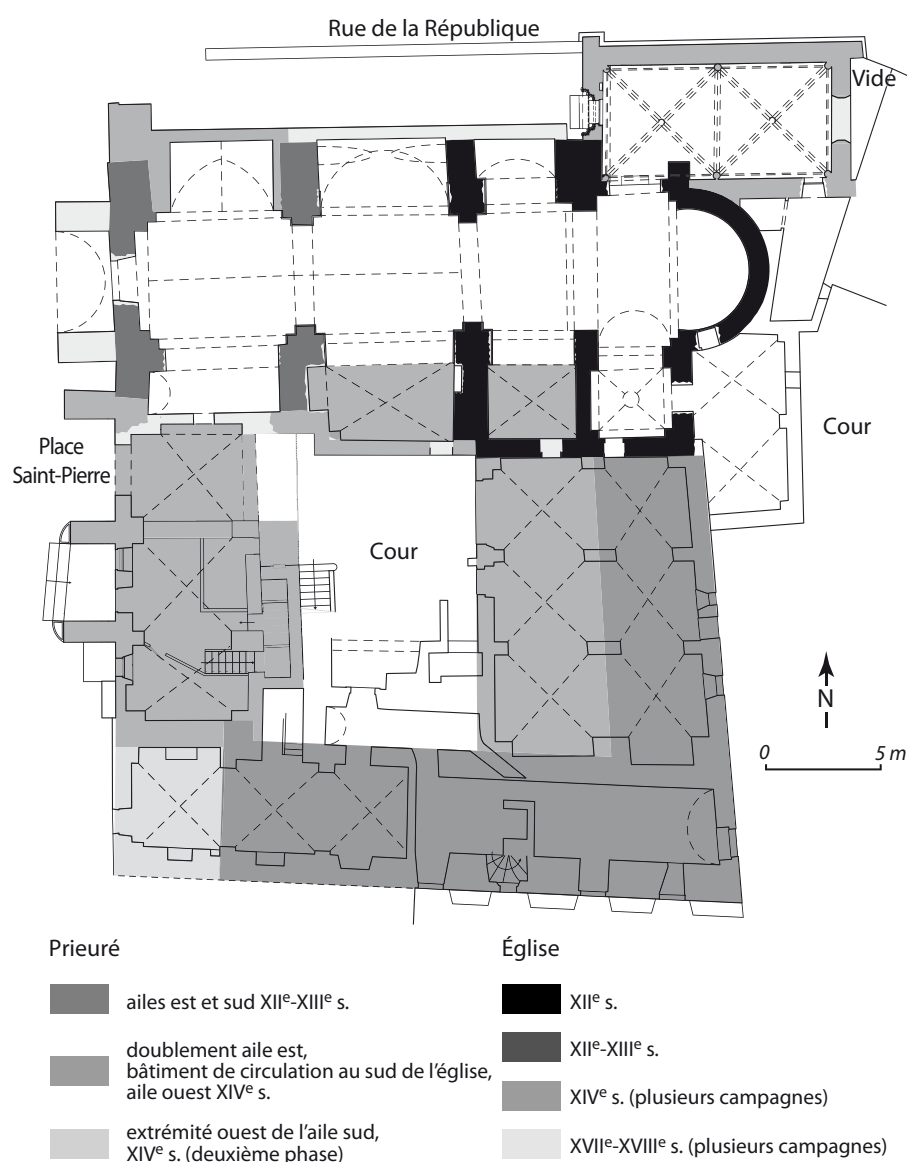 Rue de la République
Vide
Place
Saint-Pierre
Cour
Cour
N
0 5 m
Prieuré
ailes est et sud XIIe-XIIIe s.
doublement aile est,
bâtiment de circulation au sud de l'église,
aile ouest XIVe s.
extrémité ouest de l'aile sud,
XIVe s. (deuxième phase)
Église
XIIe s.
XIIe-XIIIe s.
XIVe s. (plusieurs campagnes)
XVIIe-XVIIIe s. (plusieurs campagnes)